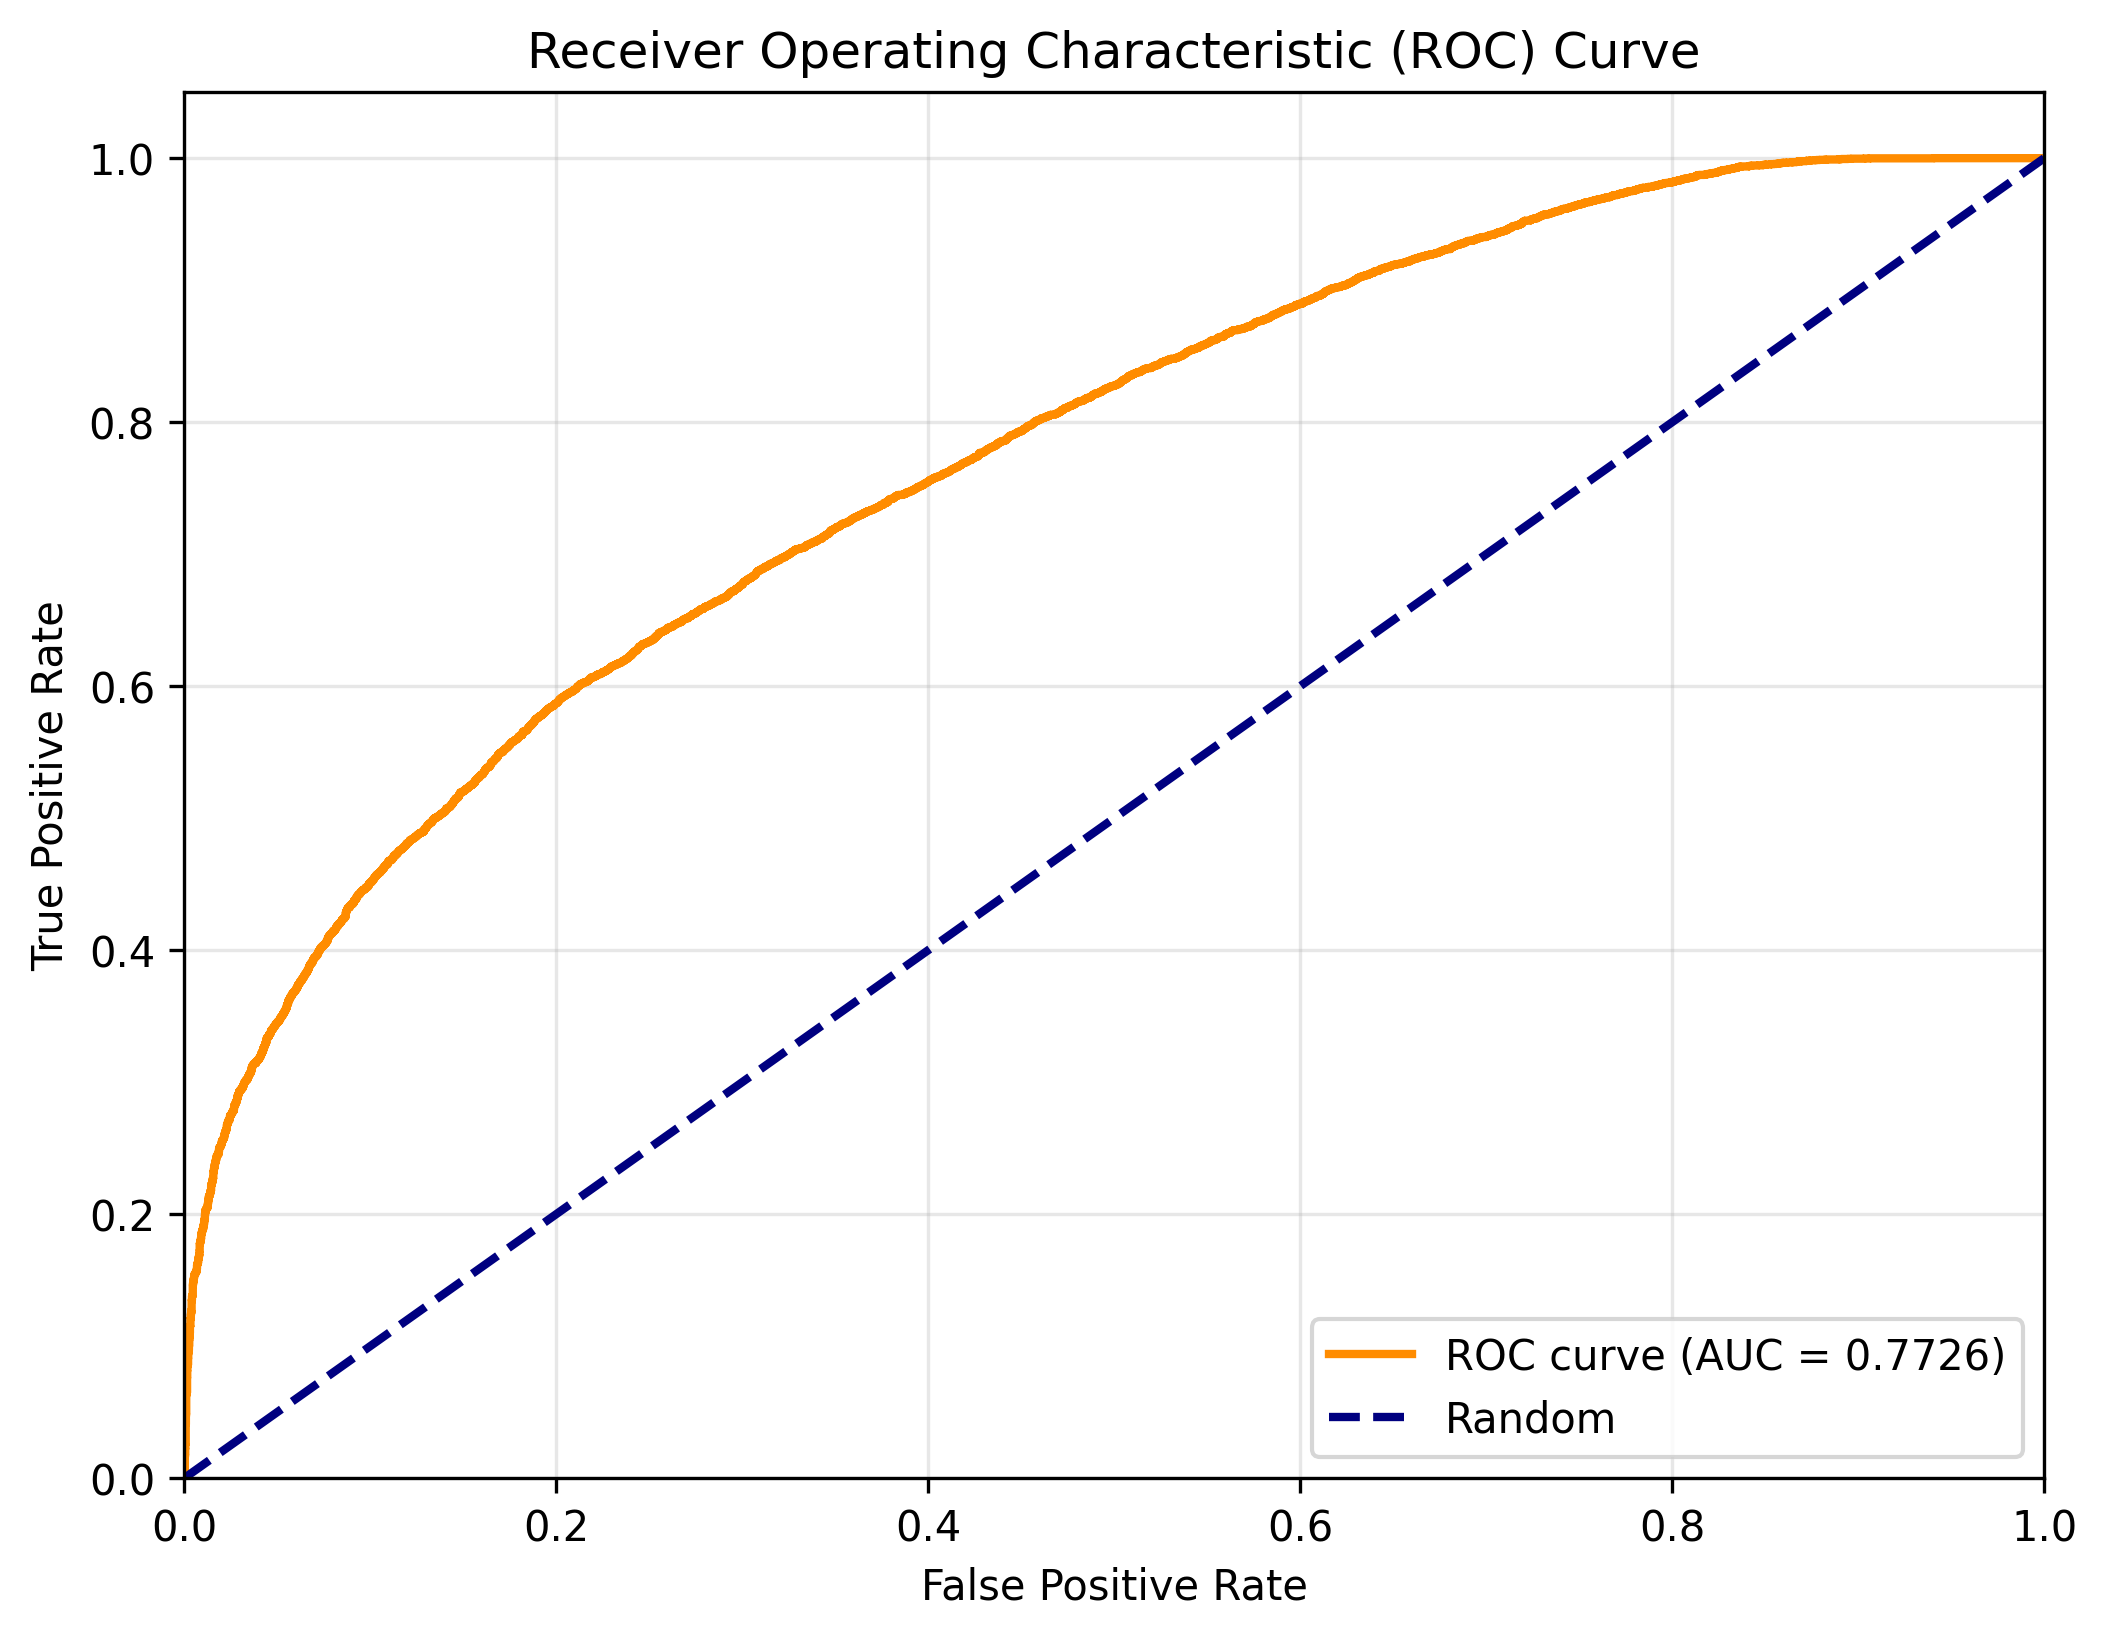 Receiver Operating Characteristic (ROC) Curve
1.0
0.8
0.6
0.4
0.2
0.0
True Positive Rate
0.0 0.2 0.4 0.6 0.8 1.0
False Positive Rate
ROC curve (AUC = 0.7726)
Random